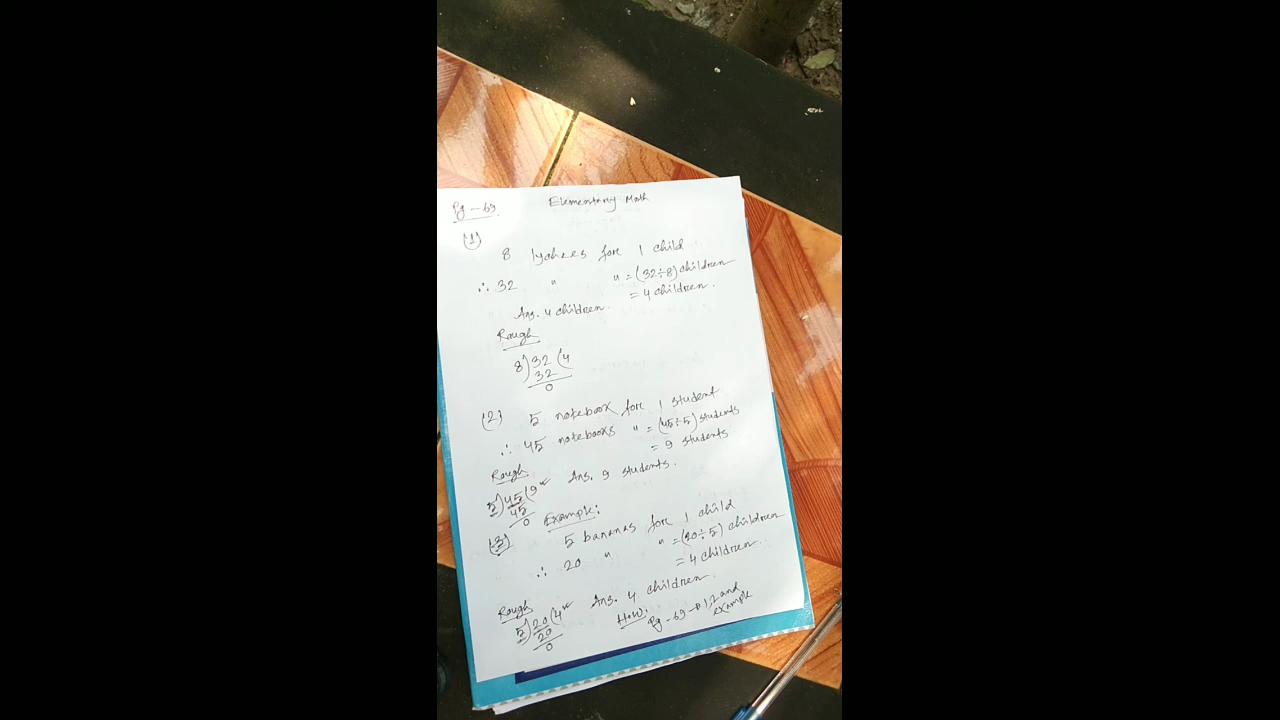 Pg - 69.
Elementary Math
(1)
8 lychees for 1 child
∴ 32 " " = (32÷8) children
= 4 children.
Ans. 4 children.
Rough
8)32(4
32
0
(2) 5 notebook for 1 student
∴ 45 notebooks " = (45÷5) students
= 9 students
Rough
Ans. 9 students.
5)45(9
45
0
Example:
(3) 5 bananas for 1 child
∴ 20 " " = (20÷5) children
= 4 children.
Rough
Ans. 4 children.
5)20(4
20
0
H.W: Pg - 69 → 1,2 and
example